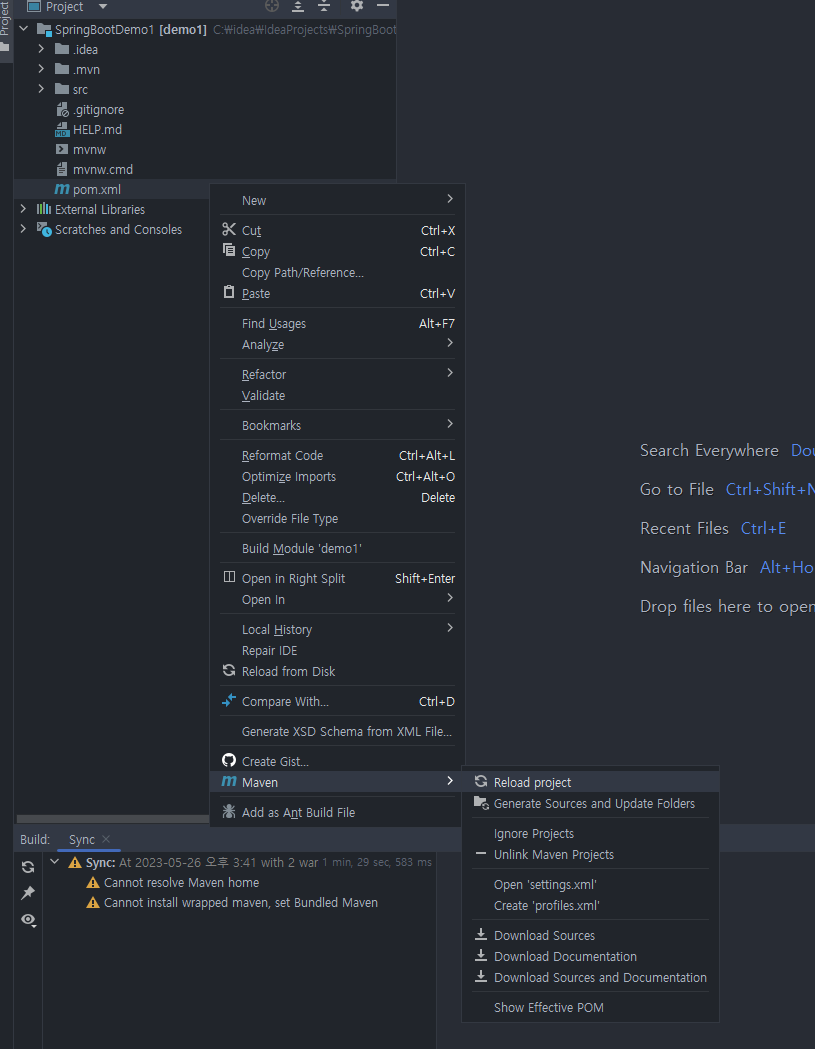 Project
Project
SpringBootDemo1 [demo1] C:₩idea₩IdeaProjects₩SpringBoot
.idea
.mvn
src
.gitignore
HELP.md
mvnw
mvnw.cmd
pom.xml
External Libraries
Scratches and Consoles
New
Cut Ctrl+X
Copy Ctrl+C
Copy Path/Reference...
Paste Ctrl+V
Find Usages Alt+F7
Analyze
Refactor
Validate
Bookmarks
Reformat Code Ctrl+Alt+L
Optimize Imports Ctrl+Alt+O
Delete... Delete
Override File Type
Build Module 'demo1'
Open in Right Split Shift+Enter
Open In
Local History
Repair IDE
Reload from Disk
Compare With... Ctrl+D
Generate XSD Schema from XML File...
Create Gist...
Maven
Add as Ant Build File
Reload project
Generate Sources and Update Folders
Ignore Projects
Unlink Maven Projects
Open 'settings.xml'
Create 'profiles.xml'
Download Sources
Download Documentation
Download Sources and Documentation
Show Effective POM
Search Everywhere Dou
Go to File Ctrl+Shift+N
Recent Files Ctrl+E
Navigation Bar Alt+Ho
Drop files here to open
Build: Sync
Sync: At 2023-05-26 오후 3:41 with 2 war 1 min, 29 sec, 583 ms
Cannot resolve Maven home
Cannot install wrapped maven, set Bundled Maven